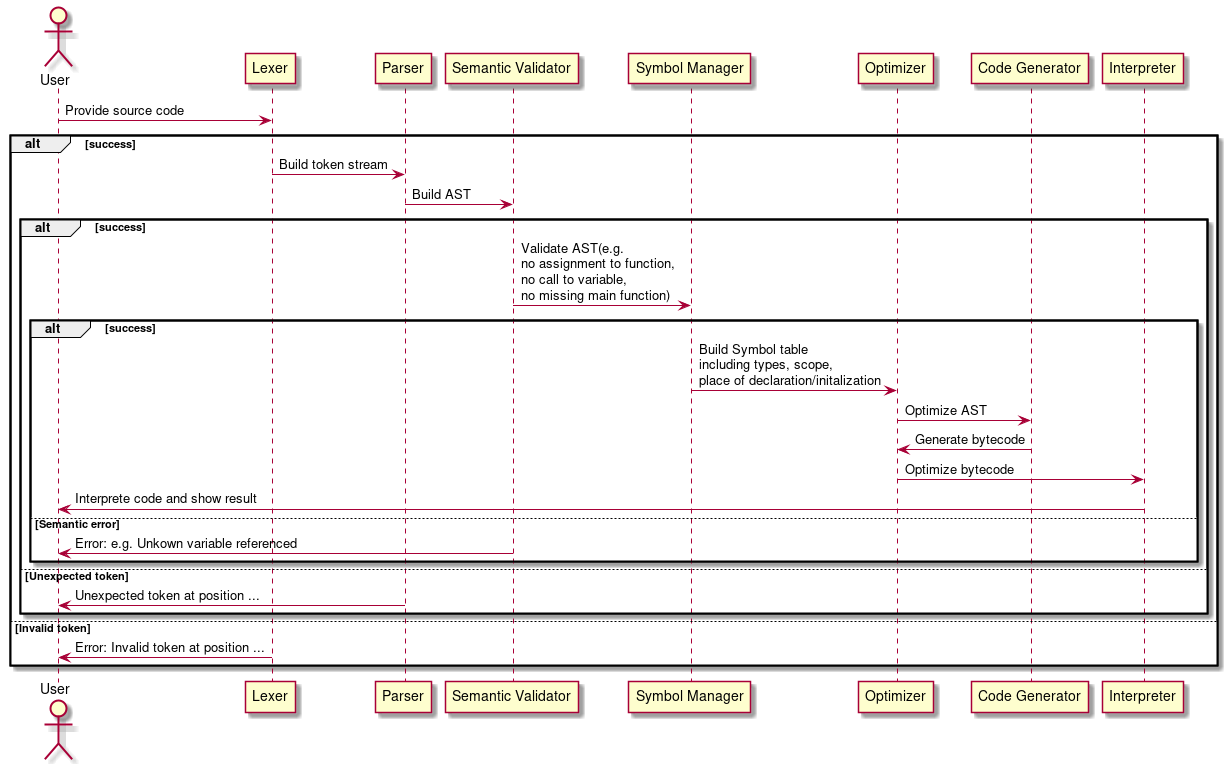 User
Lexer
Parser
Semantic Validator
Symbol Manager
Optimizer
Code Generator
Interpreter
Provide source code
alt
[success]
Build token stream
Build AST
alt
[success]
Validate AST(e.g.
no assignment to function,
no call to variable,
no missing main function)
alt
[success]
Build Symbol table
including types, scope,
place of declaration/initalization
Optimize AST
Generate bytecode
Optimize bytecode
Interprete code and show result
[Semantic error]
Error: e.g. Unkown variable referenced
[Unexpected token]
Unexpected token at position ...
[Invalid token]
Error: Invalid token at position ...
User
Lexer
Parser
Semantic Validator
Symbol Manager
Optimizer
Code Generator
Interpreter